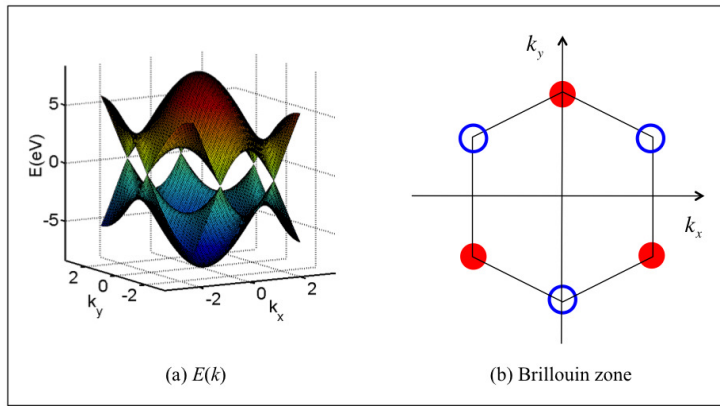 E(eV)
5
0
-5
2
0
-2
k_y
-2
0
2
k_x
(a) E(k)
k_y
k_x
(b) Brillouin zone